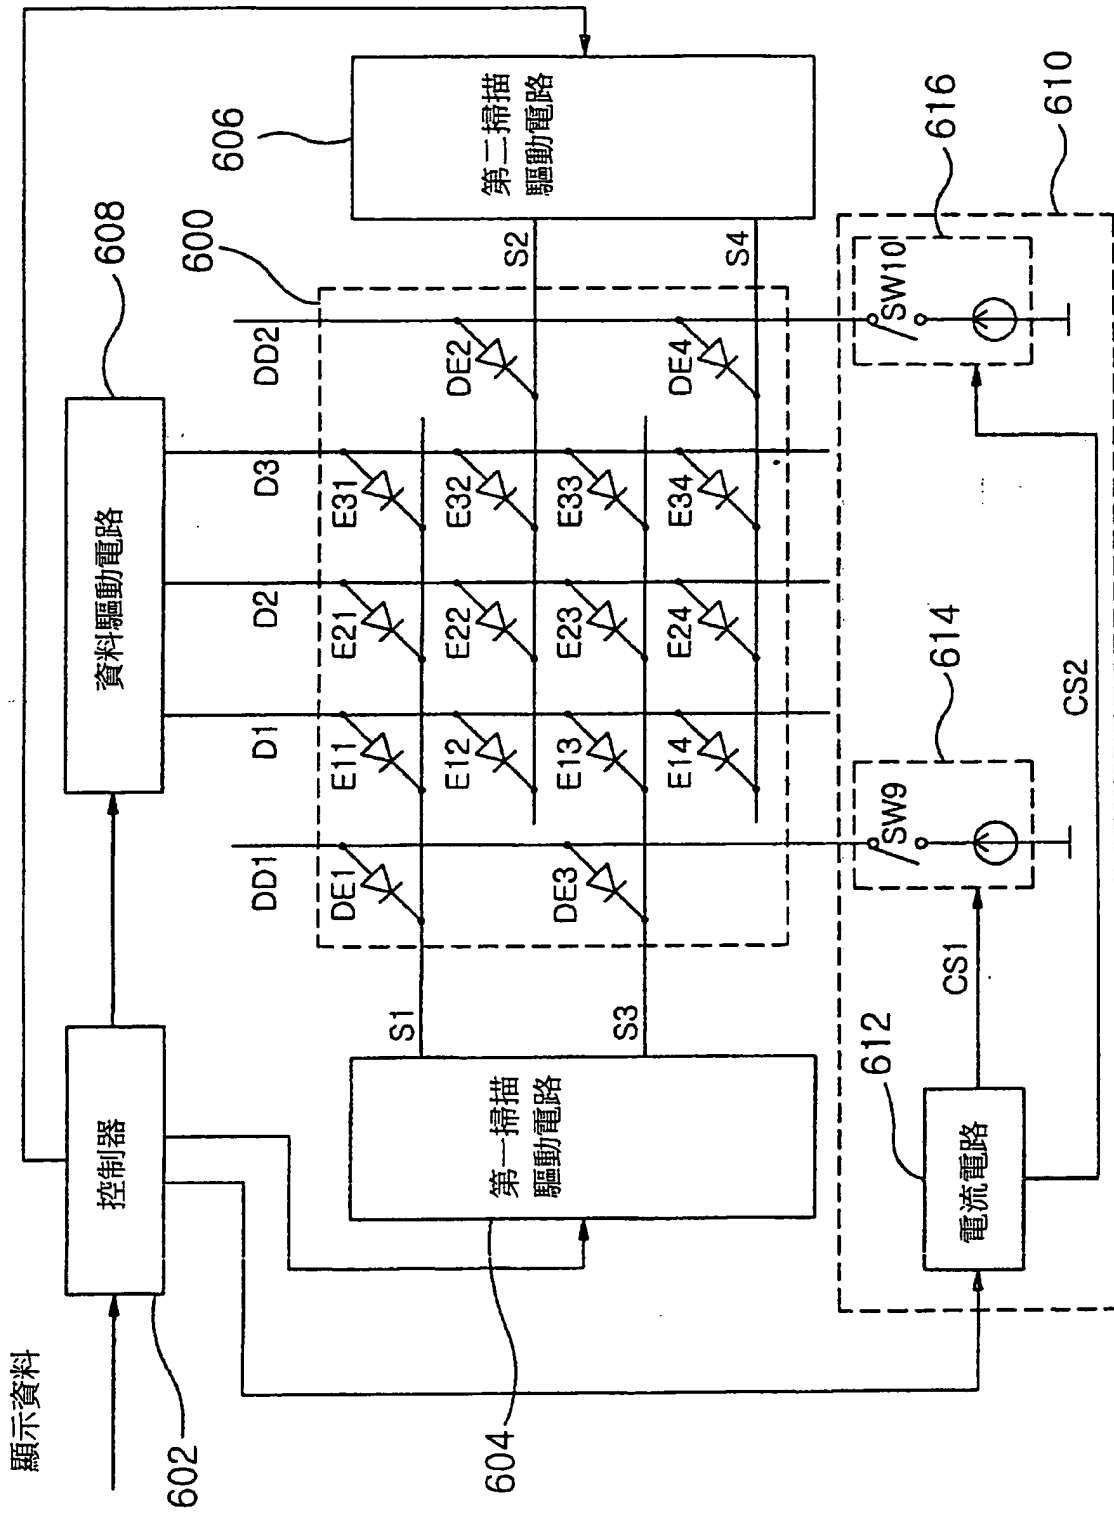 顯示資料
602
控制器
資料驅動電路
608
600
606
604
第一掃描
驅動電路
第二掃描
驅動電路
DD1
D1
D2
D3
DD2
S1
S2
S3
S4
DE1
E11
E21
E31
E12
E22
E32
DE2
DE3
E13
E23
E33
E14
E24
E34
DE4
612
電流電路
CS1
CS2
SW9
614
SW10
616
610